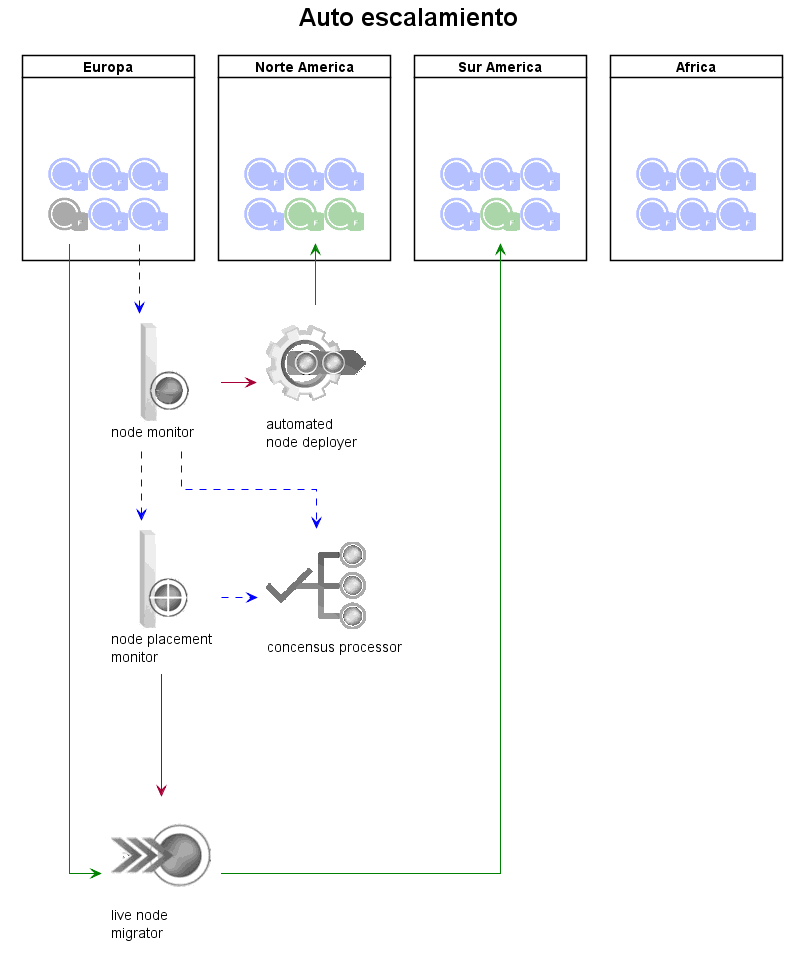 Auto escalamiento
Europa
Norte America
Sur America
Africa
F F F
F F F
F F F
F F F
F F F
F F F
F F F
F F F
node monitor
automated
node deployer
node placement
monitor
concensus processor
live node
migrator